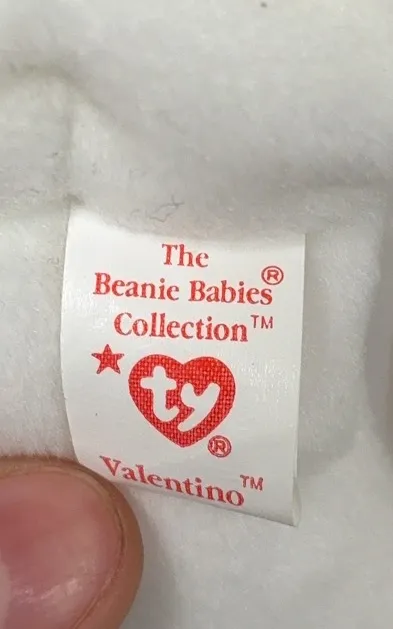 The
Beanie Babies®
Collection™
★ ty®
Valentino™